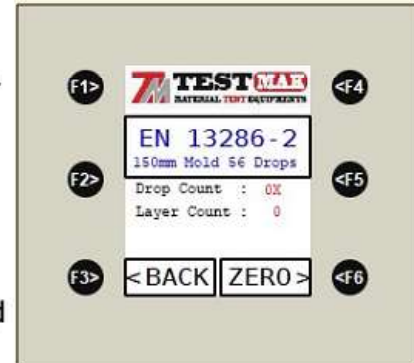 F1>
TM TESTMAK
MATERIAL TEST EQUIPMENTS
<F4
EN 13286-2
150mm Mold 56 Drops
F2>
<F5
Drop Count : 0X
Layer Count : 0
F3>
<BACK
ZERO>
<F6